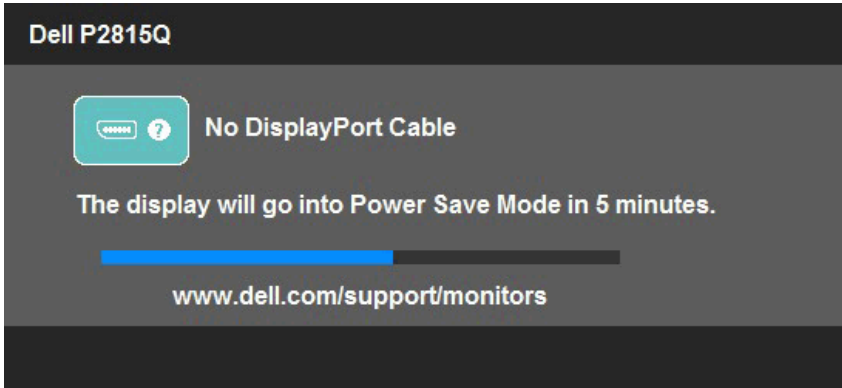 Dell P2815Q
? No DisplayPort Cable
The display will go into Power Save Mode in 5 minutes.
www.dell.com/support/monitors